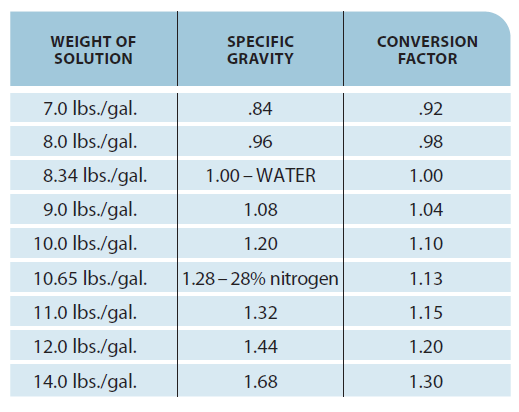 WEIGHT OF SOLUTION SPECIFIC GRAVITY CONVERSION FACTOR
7.0 lbs./gal. .84 .92
8.0 lbs./gal. .96 .98
8.34 lbs./gal. 1.00 – WATER 1.00
9.0 lbs./gal. 1.08 1.04
10.0 lbs./gal. 1.20 1.10
10.65 lbs./gal. 1.28 – 28% nitrogen 1.13
11.0 lbs./gal. 1.32 1.15
12.0 lbs./gal. 1.44 1.20
14.0 lbs./gal. 1.68 1.30